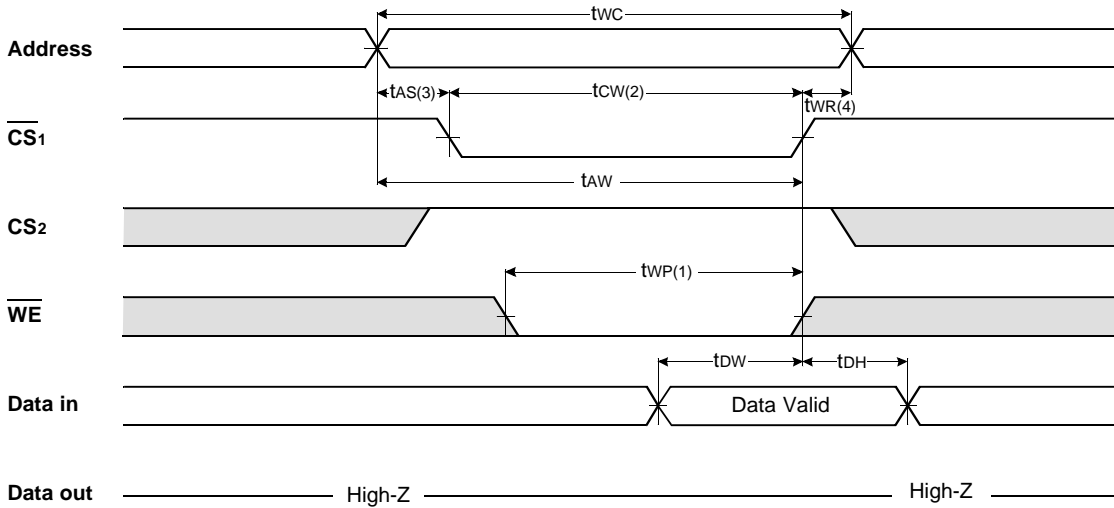 tWC
Address
tAS(3) tCW(2) tWR(4)
CS1
tAW
CS2
tWP(1)
WE
tDW tDH
Data in Data Valid
Data out High-Z High-Z